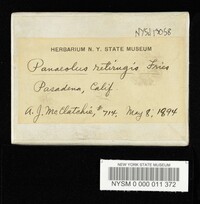 HERBARIUM N. Y. STATE MUSEUM
Panaeolus retirugis Fries
Pasadena, Calif.
A. J. McClatchie, #714. May 8, 1894
NEW YORK STATE MUSEUM
NYSM 0 000 011 372